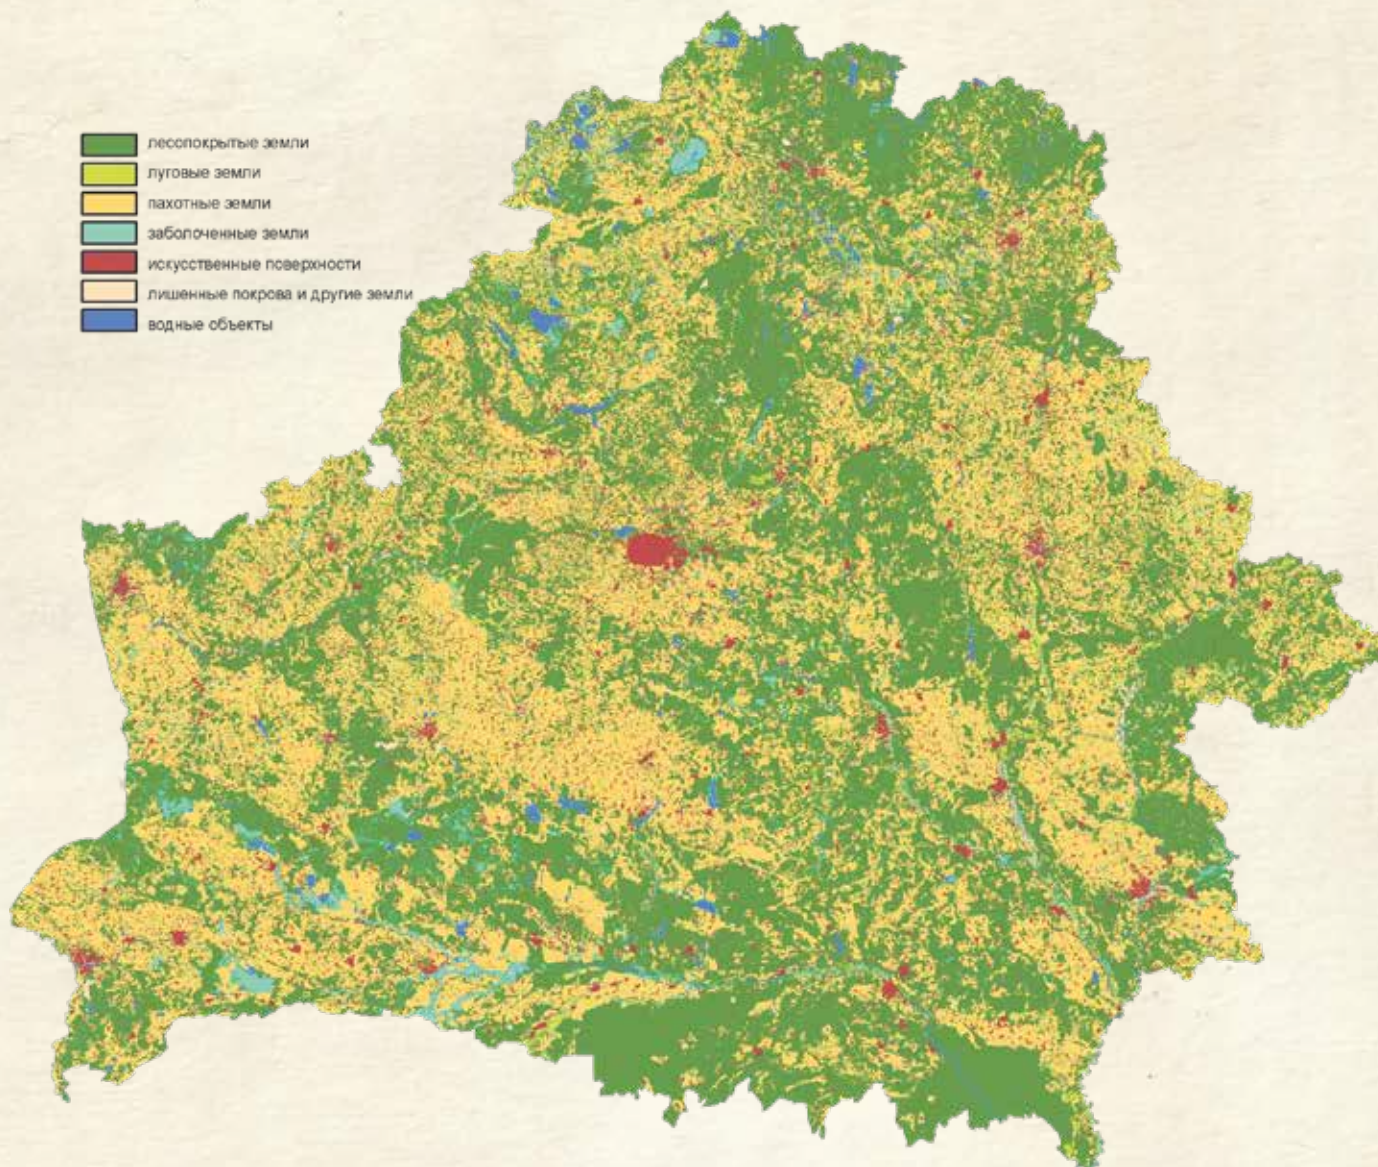 лесопокрытые земли
луговые земли
пахотные земли
заболоченные земли
искусственные поверхности
лишенные покрова и другие земли
водные объекты